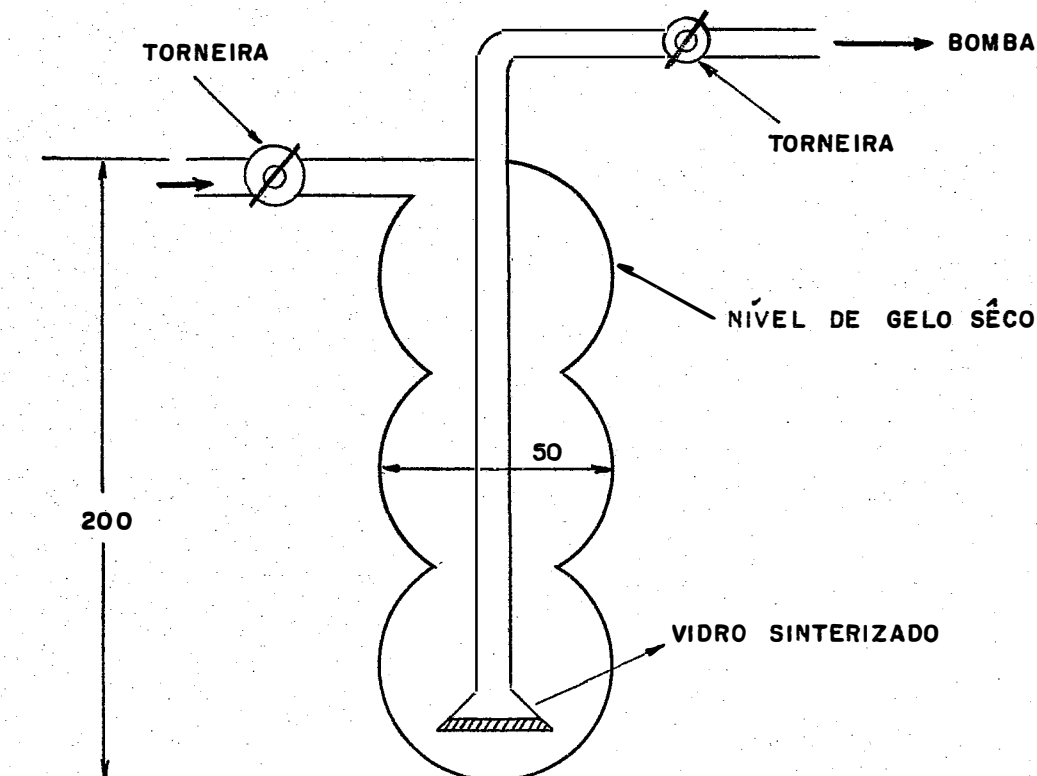 TORNEIRA
BOMBA
TORNEIRA
NÍVEL DE GELO SÊCO
50
200
VIDRO SINTERIZADO